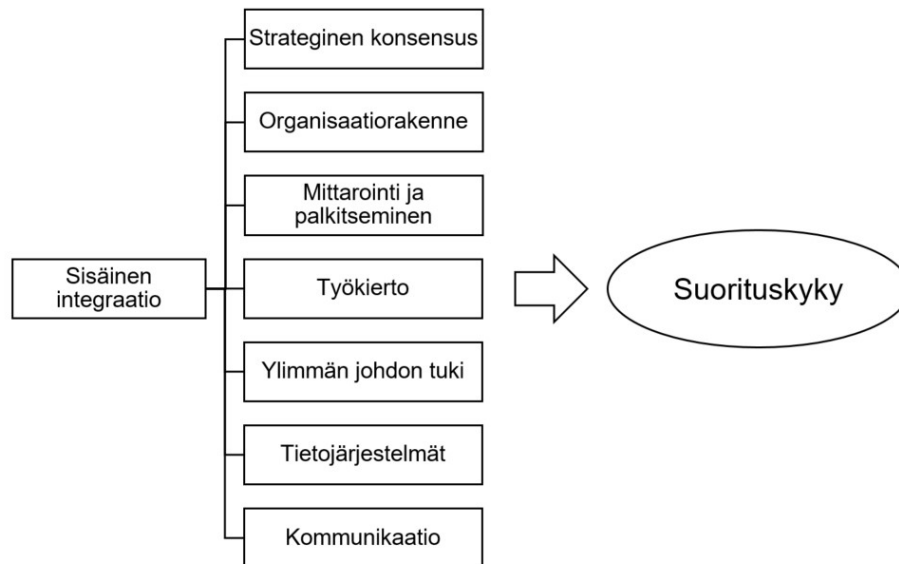 Strateginen konsensus
Organisaatiorakenne
Mittarointi ja
palkitseminen
Sisäinen
integraatio
Työkierto
Suorituskyky
Ylimmän johdon tuki
Tietojärjestelmät
Kommunikaatio